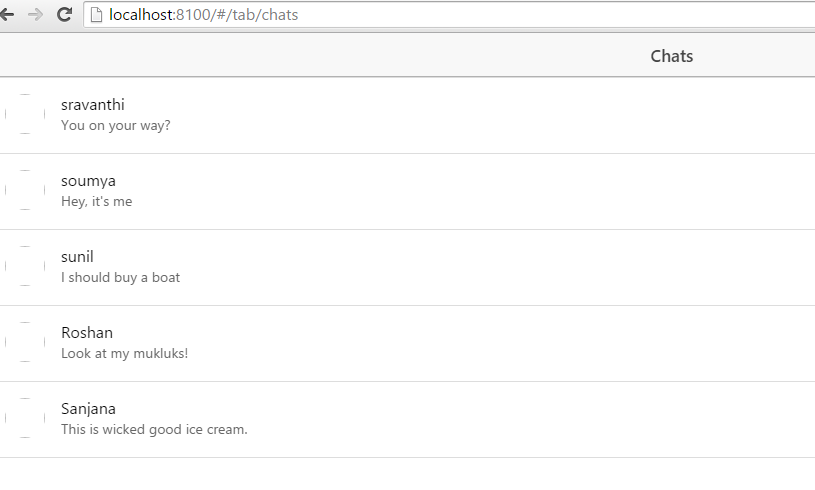 localhost:8100/#/tab/chats
Chats
sravanthi
You on your way?
soumya
Hey, it's me
sunil
I should buy a boat
Roshan
Look at my mukluks!
Sanjana
This is wicked good ice cream.